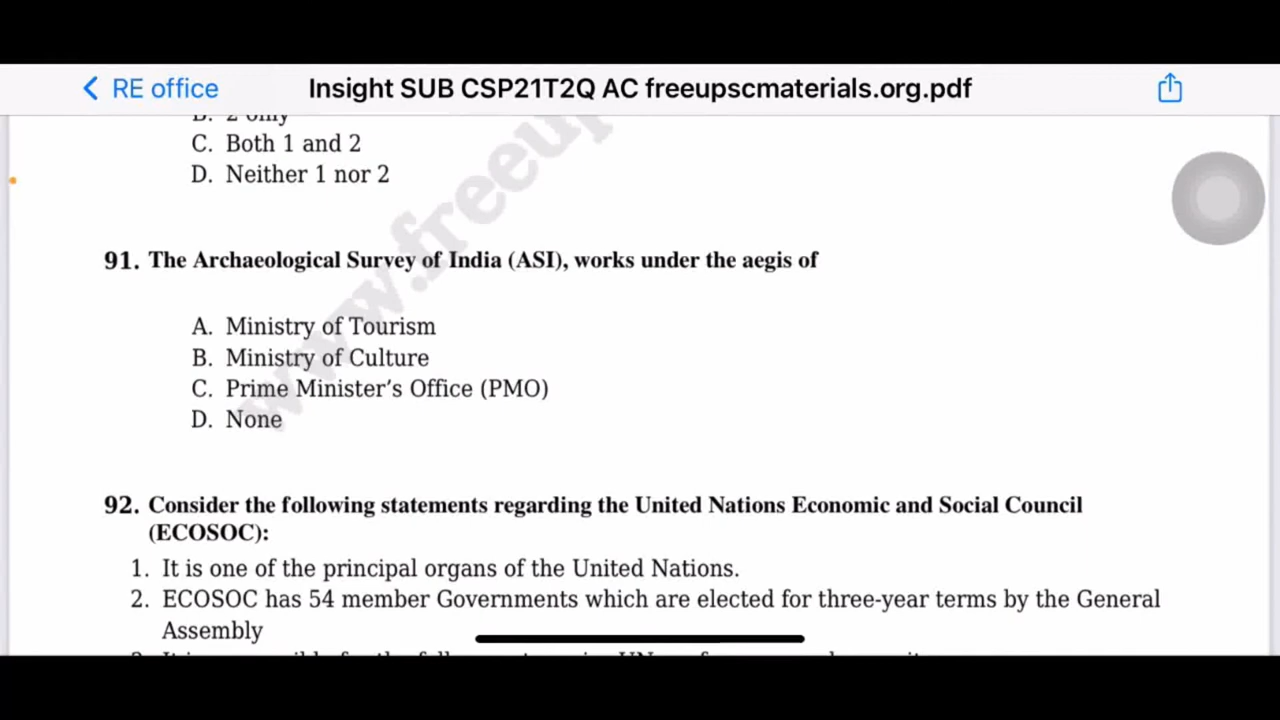 RE office
Insight SUB CSP21T2Q AC freeupscmaterials.org.pdf
B. 2 only
C. Both 1 and 2
D. Neither 1 nor 2
www.freeup
91. The Archaeological Survey of India (ASI), works under the aegis of
A. Ministry of Tourism
B. Ministry of Culture
C. Prime Minister’s Office (PMO)
D. None
92. Consider the following statements regarding the United Nations Economic and Social Council
(ECOSOC):
1. It is one of the principal organs of the United Nations.
2. ECOSOC has 54 member Governments which are elected for three-year terms by the General
Assembly